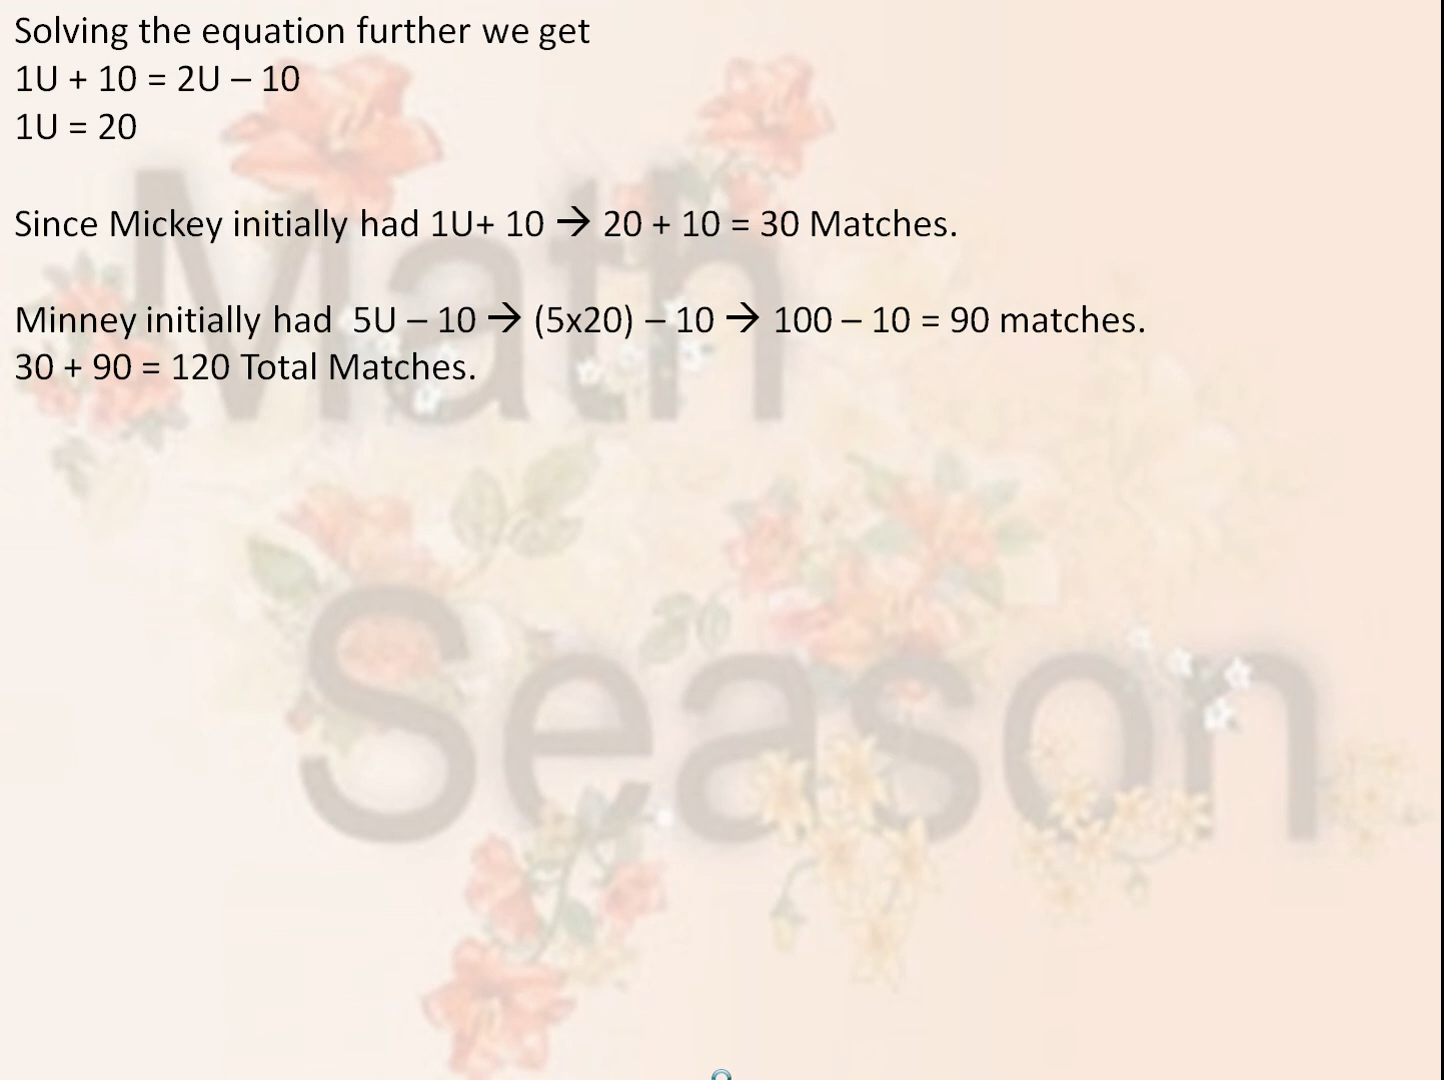 Solving the equation further we get
1U + 10 = 2U – 10
1U = 20
Since Mickey initially had 1U+ 10 → 20 + 10 = 30 Matches.
Minney initially had  5U – 10 → (5x20) – 10 → 100 – 10 = 90 matches.
30 + 90 = 120 Total Matches.
Math
Season